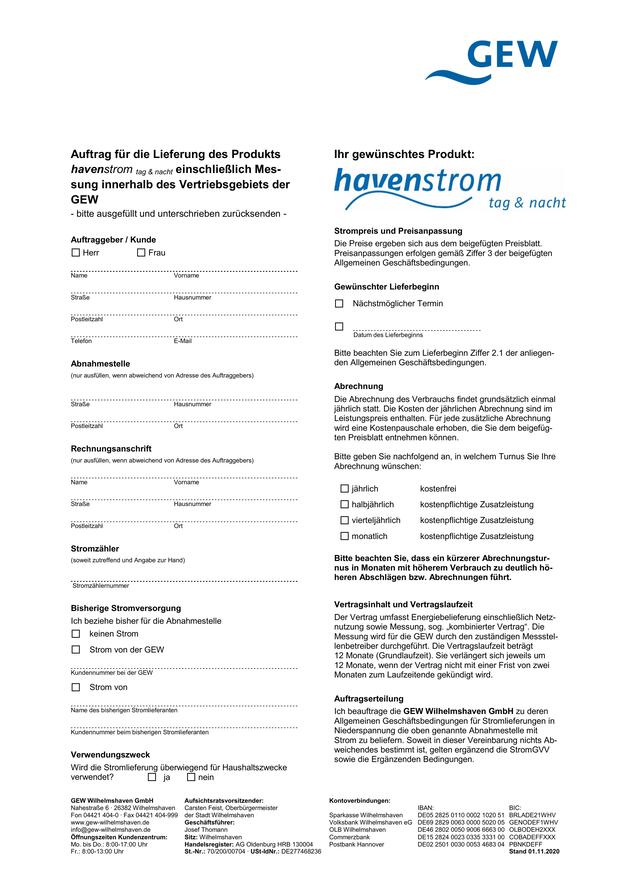 GEW
Auftrag für die Lieferung des Produkts
havenstrom tag & nacht einschließlich Mes-
sung innerhalb des Vertriebsgebiets der
GEW
- bitte ausgefüllt und unterschrieben zurücksenden -
Auftraggeber / Kunde
Herr Frau
Name Vorname
Straße Hausnummer
Postleitzahl Ort
Telefon E-Mail
Abnahmestelle
(nur ausfüllen, wenn abweichend von Adresse des Auftraggebers)
Straße Hausnummer
Postleitzahl Ort
Rechnungsanschrift
(nur ausfüllen, wenn abweichend von Adresse des Auftraggebers)
Name Vorname
Straße Hausnummer
Postleitzahl Ort
Stromzähler
(soweit zutreffend und Angabe zur Hand)
Stromzählernummer
Bisherige Stromversorgung
Ich beziehe bisher für die Abnahmestelle
keinen Strom
Strom von der GEW
Kundennummer bei der GEW
Strom von
Name des bisherigen Stromlieferanten
Kundennummer beim bisherigen Stromlieferanten
Verwendungszweck
Wird die Stromlieferung überwiegend für Haushaltszwecke
verwendet? ja nein
Ihr gewünschtes Produkt:
havenstrom
tag & nacht
Strompreis und Preisanpassung
Die Preise ergeben sich aus dem beigefügten Preisblatt.
Preisanpassungen erfolgen gemäß Ziffer 3 der beigefügten
Allgemeinen Geschäftsbedingungen.
Gewünschter Lieferbeginn
Nächstmöglicher Termin
Datum des Lieferbeginns
Bitte beachten Sie zum Lieferbeginn Ziffer 2.1 der anliegen-
den Allgemeinen Geschäftsbedingungen.
Abrechnung
Die Abrechnung des Verbrauchs findet grundsätzlich einmal
jährlich statt. Die Kosten der jährlichen Abrechnung sind im
Leistungspreis enthalten. Für jede zusätzliche Abrechnung
wird eine Kostenpauschale erhoben, die Sie dem beigefüg-
ten Preisblatt entnehmen können.
Bitte geben Sie nachfolgend an, in welchem Turnus Sie Ihre
Abrechnung wünschen:
jährlich kostenfrei
halbjährlich kostenpflichtige Zusatzleistung
vierteljährlich kostenpflichtige Zusatzleistung
monatlich kostenpflichtige Zusatzleistung
Bitte beachten Sie, dass ein kürzerer Abrechnungstur-
nus in Monaten mit höherem Verbrauch zu deutlich hö-
heren Abschlägen bzw. Abrechnungen führt.
Vertragsinhalt und Vertragslaufzeit
Der Vertrag umfasst Energiebelieferung einschließlich Netz-
nutzung sowie Messung, sog. „kombinierter Vertrag“. Die
Messung wird für die GEW durch den zuständigen Messstel-
lenbetreiber durchgeführt. Die Vertragslaufzeit beträgt
12 Monate (Grundlaufzeit). Sie verlängert sich jeweils um
12 Monate, wenn der Vertrag nicht mit einer Frist von zwei
Monaten zum Laufzeitende gekündigt wird.
Auftragserteilung
Ich beauftrage die GEW Wilhelmshaven GmbH zu deren
Allgemeinen Geschäftsbedingungen für Stromlieferungen in
Niederspannung die oben genannte Abnahmestelle mit
Strom zu beliefern. Soweit in dieser Vereinbarung nichts Ab-
weichendes bestimmt ist, gelten ergänzend die StromGVV
sowie die Ergänzenden Bedingungen.
GEW Wilhelmshaven GmbH
Nahestraße 6 · 26382 Wilhelmshaven
Fon 04421 404-0 · Fax 04421 404-999
www.gew-wilhelmshaven.de
info@gew-wilhelmshaven.de
Öffnungszeiten Kundenzentrum:
Mo. bis Do.: 8:00-17:00 Uhr
Fr.: 8:00-13:00 Uhr
Aufsichtsratsvorsitzender:
Carsten Feist, Oberbürgermeister
der Stadt Wilhelmshaven
Geschäftsführer:
Josef Thomann
Sitz: Wilhelmshaven
Handelsregister: AG Oldenburg HRB 130004
St.-Nr.: 70/200/00704 · USt-IdNr.: DE277468236
Kontoverbindungen:
IBAN: BIC:
Sparkasse Wilhelmshaven DE05 2825 0110 0002 1020 51 BRLADE21WHV
Volksbank Wilhelmshaven eG DE69 2829 0063 0000 5020 05 GENODEF1WHV
OLB Wilhelmshaven DE46 2802 0050 9006 6663 00 OLBODEH2XXX
Commerzbank DE15 2824 0023 0335 3331 00 COBADEFFXXX
Postbank Hannover DE02 2501 0030 0053 4683 04 PBNKDEFF
Stand 01.11.2020